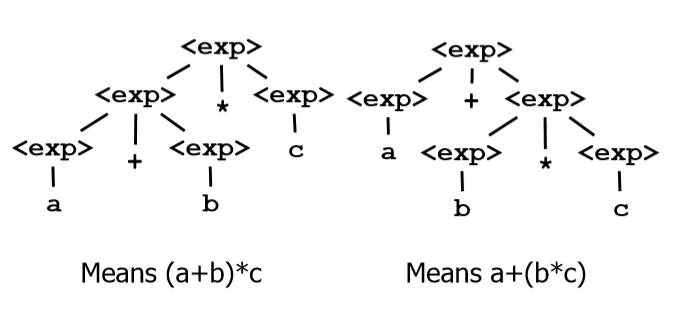 <exp> <exp>
<exp> * <exp> <exp> + <exp>
<exp> + <exp> c a <exp> * <exp>
a b b c
Means (a+b)*c Means a+(b*c)